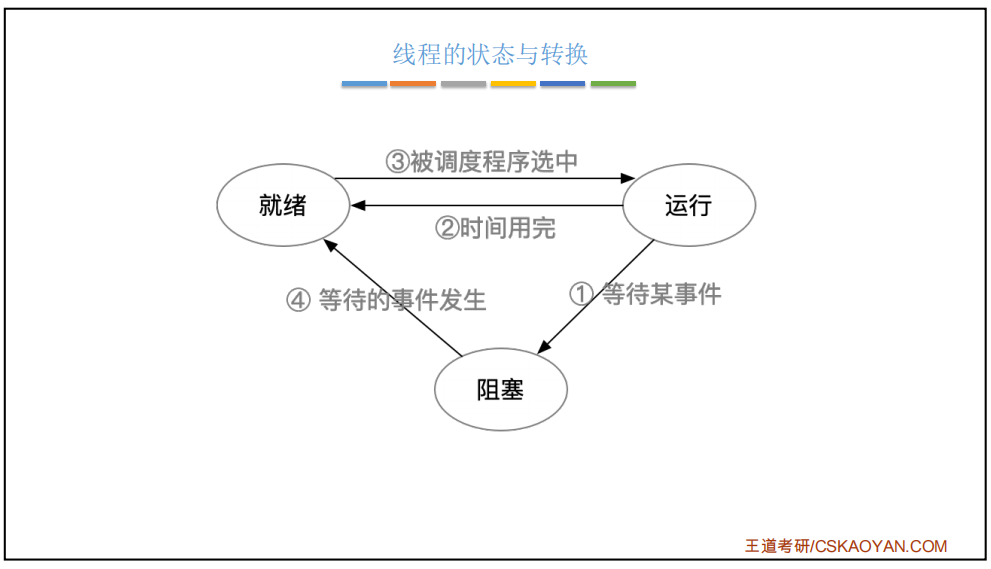 线程的状态与转换
③被调度程序选中
就绪
运行
②时间用完
④ 等待的事件发生
① 等待某事件
阻塞
王道考研/CSKAOYAN.COM